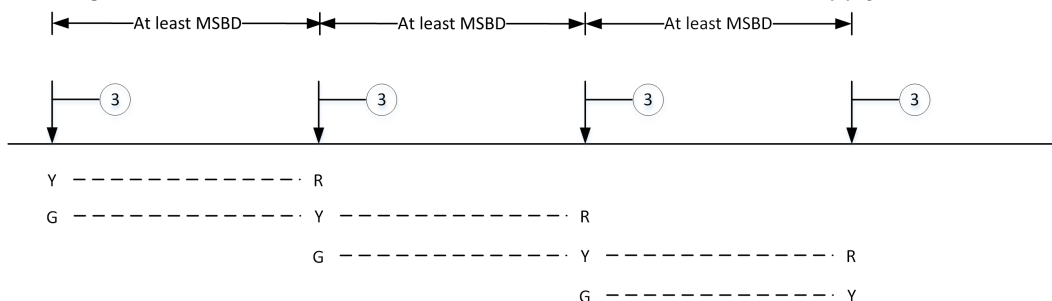 At least MSBD At least MSBD At least MSBD
3 3 3 3
Y R
G Y R
G Y R
G Y